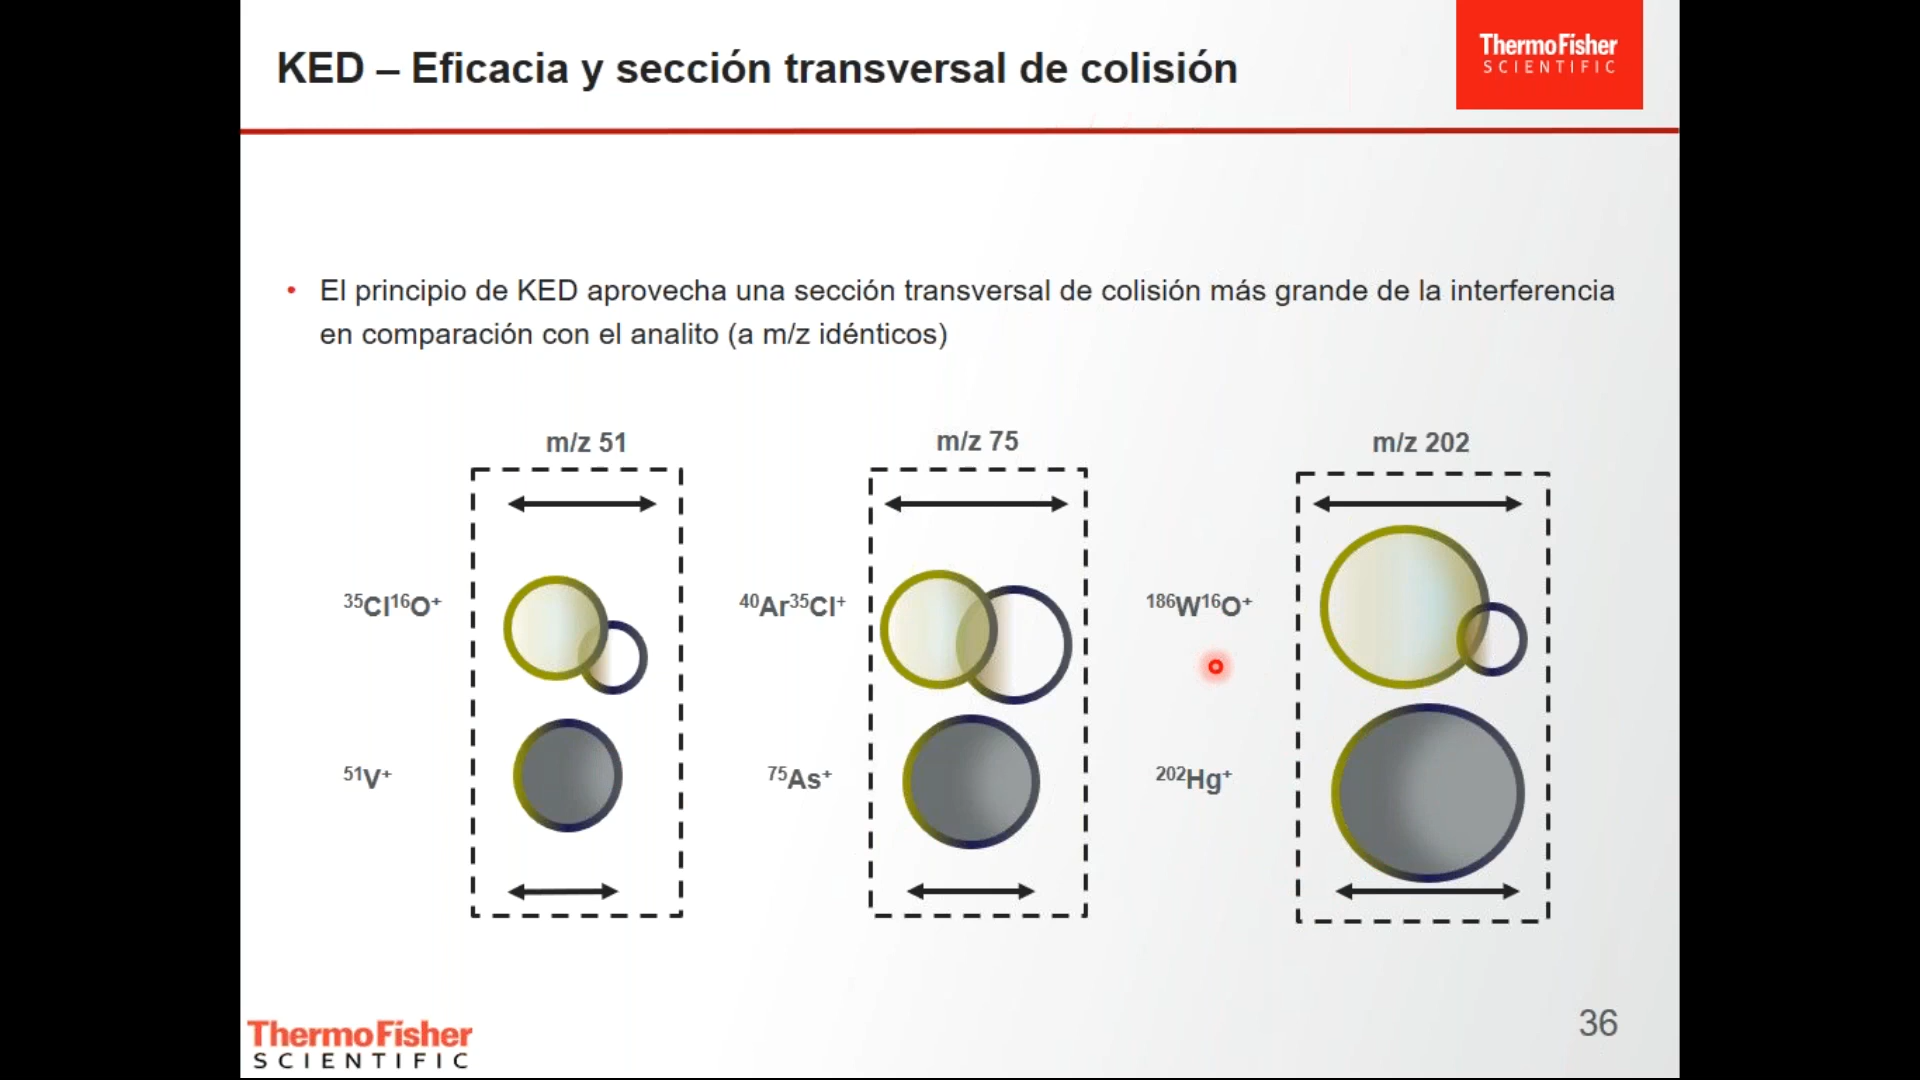 KED – Eficacia y sección transversal de colisión
ThermoFisher
SCIENTIFIC
• El principio de KED aprovecha una sección transversal de colisión más grande de la interferencia
en comparación con el analito (a m/z idénticos)
m/z 51
m/z 75
m/z 202
³⁵Cl¹⁶O⁺
⁴⁰Ar³⁵Cl⁺
¹⁸⁶W¹⁶O⁺
⁵¹V⁺
⁷⁵As⁺
²⁰²Hg⁺
ThermoFisher
SCIENTIFIC
36